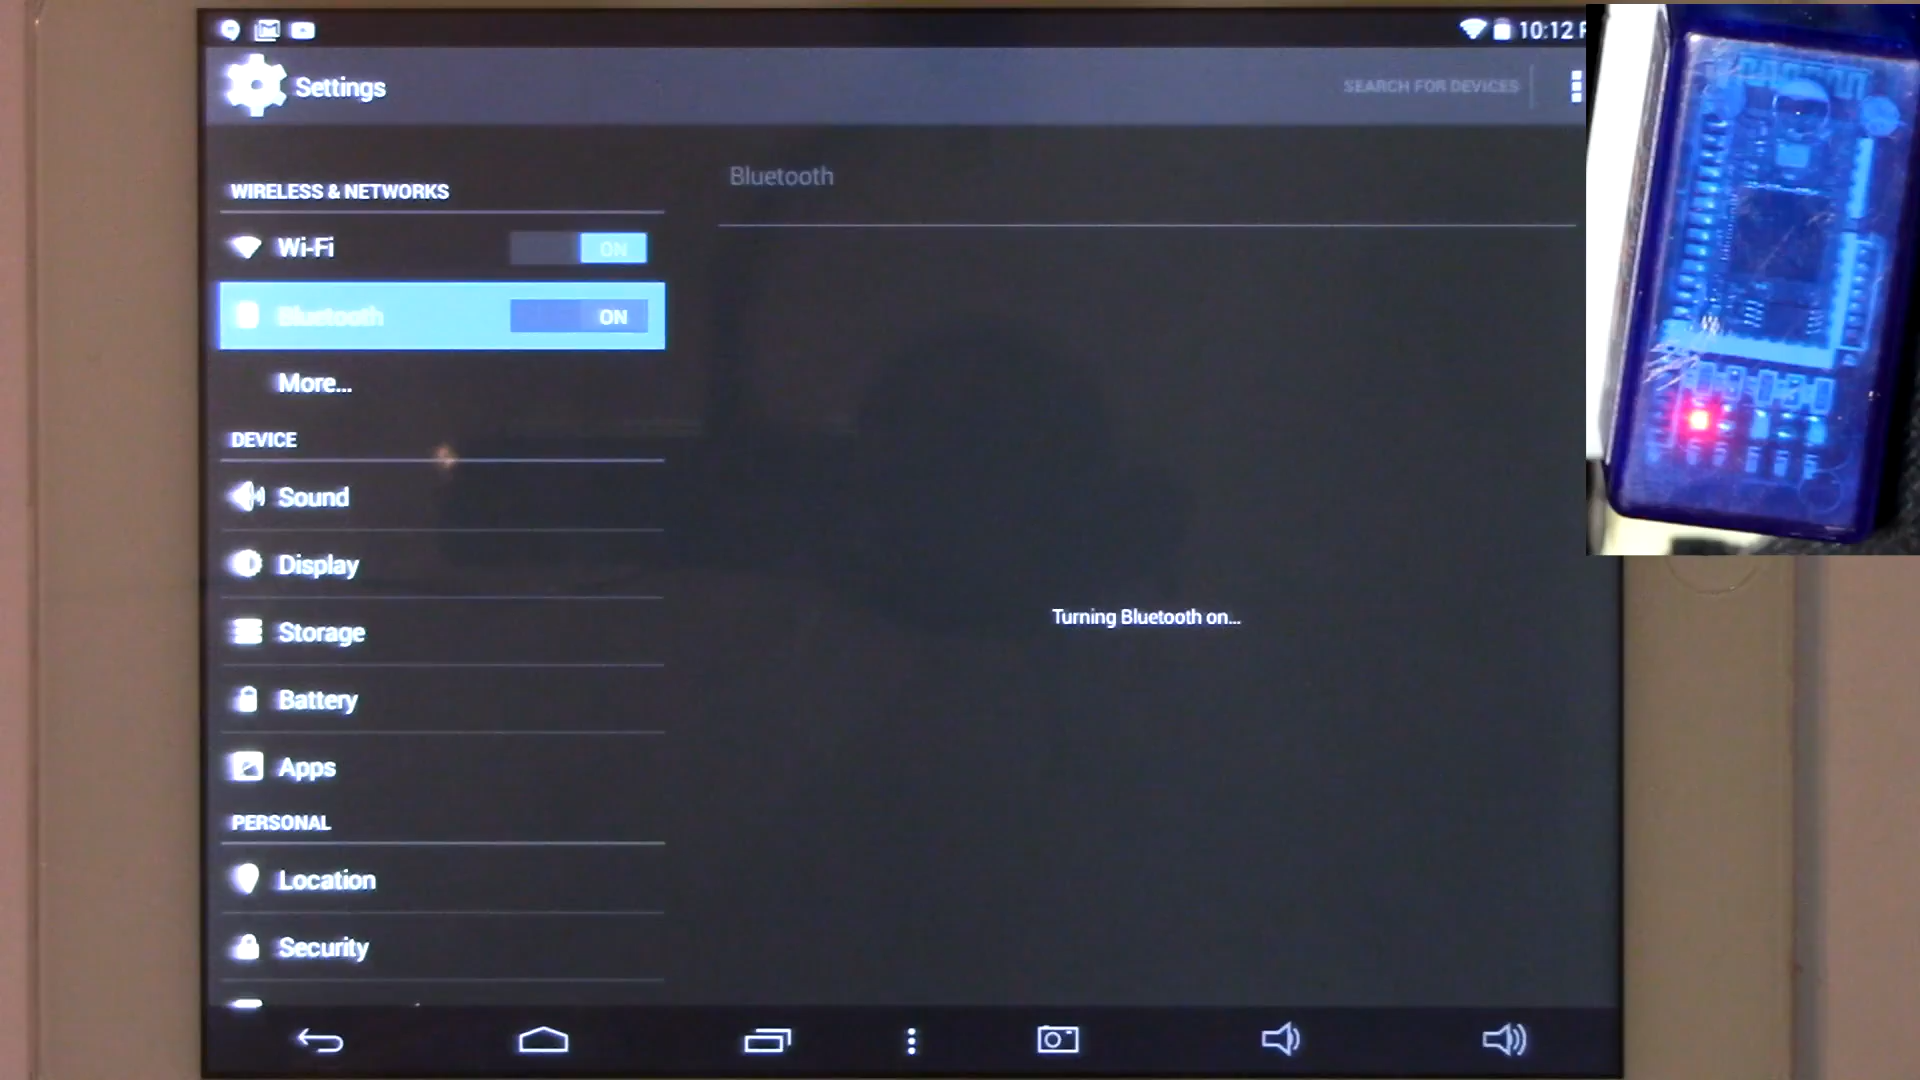 10:12
Settings
SEARCH FOR DEVICES
WIRELESS & NETWORKS
Wi-Fi
ON
Bluetooth
ON
More...
DEVICE
Sound
Display
Storage
Battery
Apps
PERSONAL
Location
Security
Bluetooth
Turning Bluetooth on...